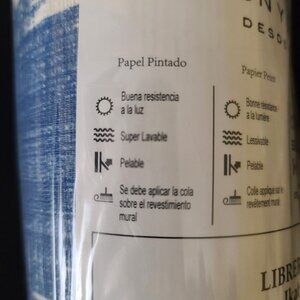 NY
DESDE
Papel Pintado
Buena resistencia
a la luz
Super Lavable
Pelable
Se debe aplicar la cola
sobre el revestimiento
mural
Papier Peint
Bonne résistance
à la lumière
Lessivable
Pelable
Colle appliquée sur le
revêtement mural
LIBRE